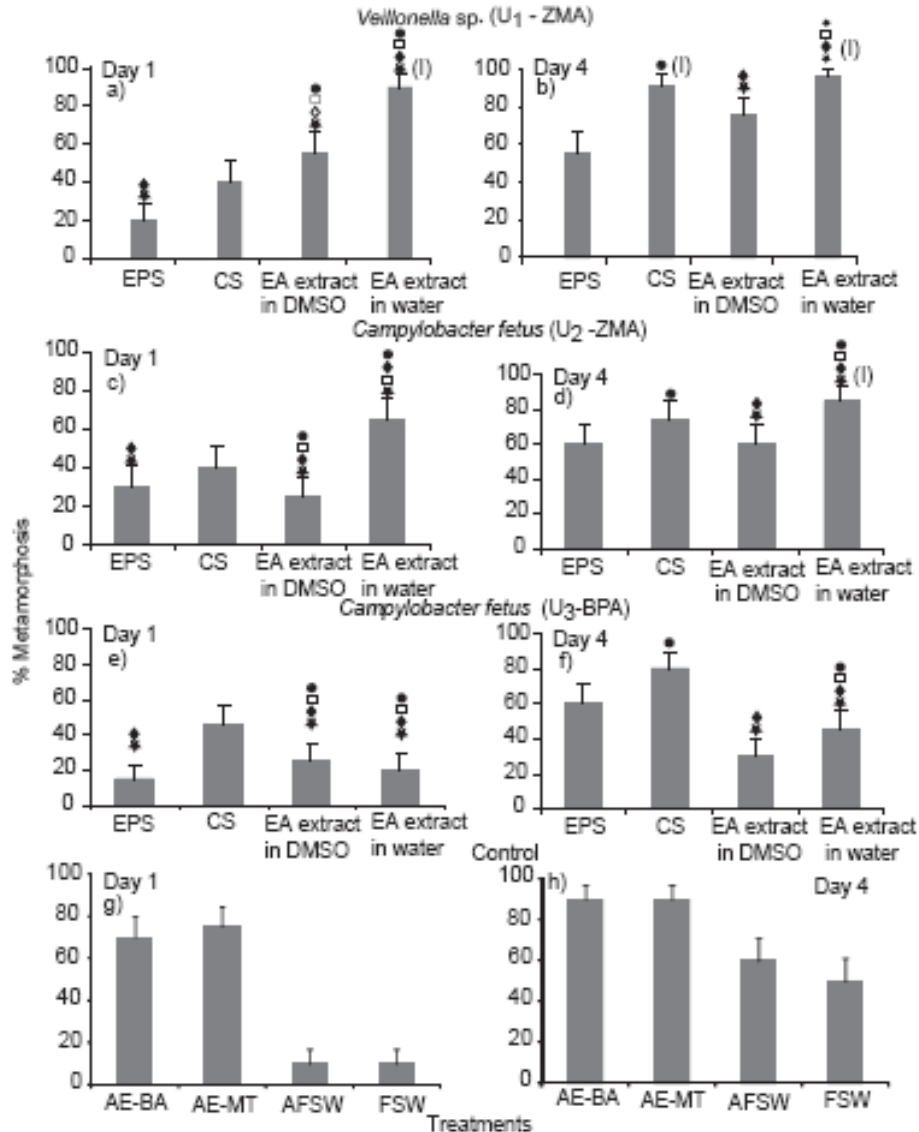 Veillonella sp. (U1 - ZMA)
Day 1
a)
(I)
100
80
60
40
20
0
EPS CS EA extract in DMSO EA extract in water
Day 4
b)
(I)
(I)
100
80
60
40
20
0
EPS CS EA extract in DMSO EA extract in water
Campylobacter fetus (U2 -ZMA)
Day 1
c)
100
80
60
40
20
0
EPS CS EA extract in DMSO EA extract in water
Day 4
d)
(I)
100
80
60
40
20
0
EPS CS EA extract in DMSO EA extract in water
Campylobacter fetus (U3-BPA)
% Metamorphosis
Day 1
e)
100
80
60
40
20
0
EPS CS EA extract in DMSO EA extract in water
Day 4
f)
100
80
60
40
20
0
EPS CS EA extract in DMSO EA extract in water
Control
Day 1
g)
100
80
60
40
20
0
AE-BA AE-MT AFSW FSW
h)
Day 4
100
80
60
40
20
0
AE-BA AE-MT AFSW FSW
Treatments